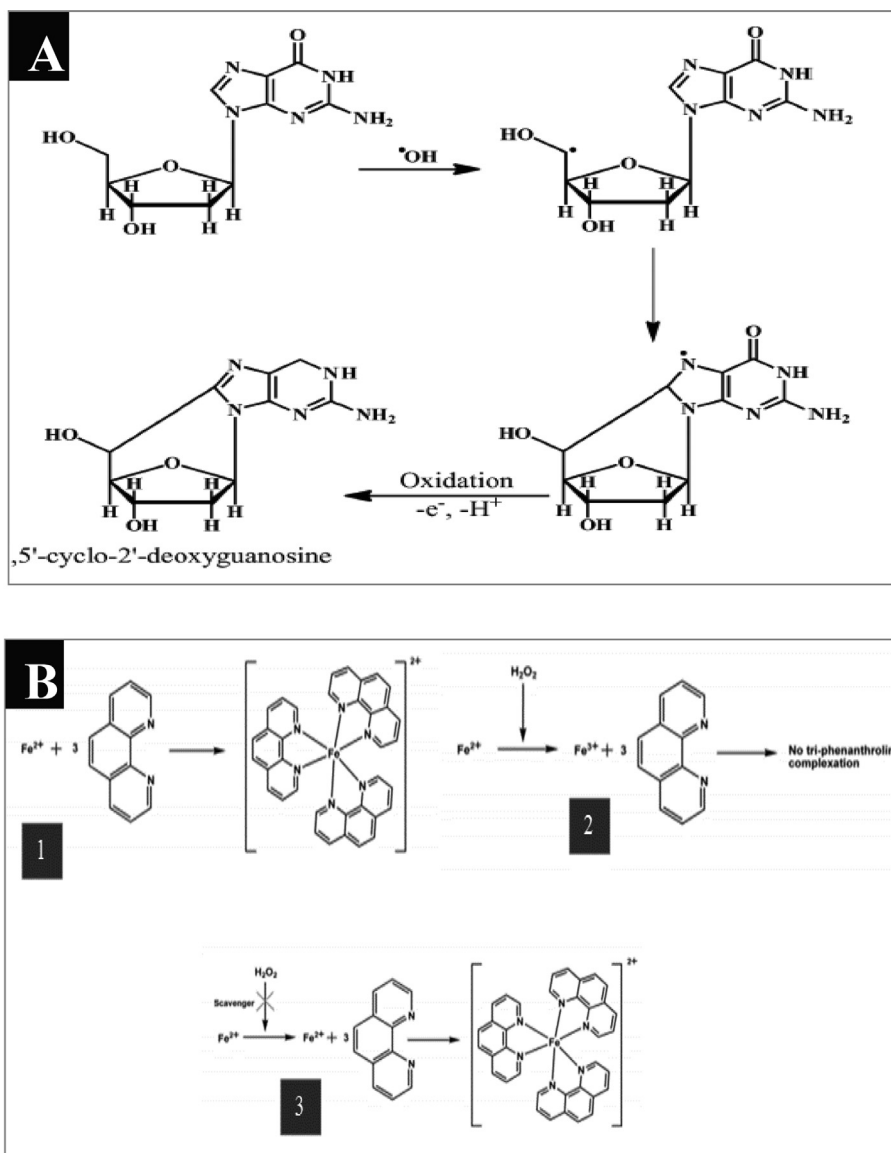 A
O
N
NH
N
N
NH2
HO
O
H
H
H
H
OH
H
•OH
O
N
NH
N
N
NH2
HO
•
O
H
H
H
H
OH
H
N
NH
N
N
NH2
HO
O
H
H
H
H
OH
H
,5'-cyclo-2'-deoxyguanosine
Oxidation
-e-, -H+
O
•
N
NH
N
N
NH2
HO
O
H
H
H
H
OH
H
B
Fe2+ + 3
N
N
2+
N
N
N
Fe
N
N
N
1
H2O2
Fe2+
Fe3+ + 3
N
N
No tri-phenanthrolin
complexation
2
H2O2
Scavenger
Fe2+
Fe2+ + 3
N
N
2+
N
N
N
Fe
N
N
N
3